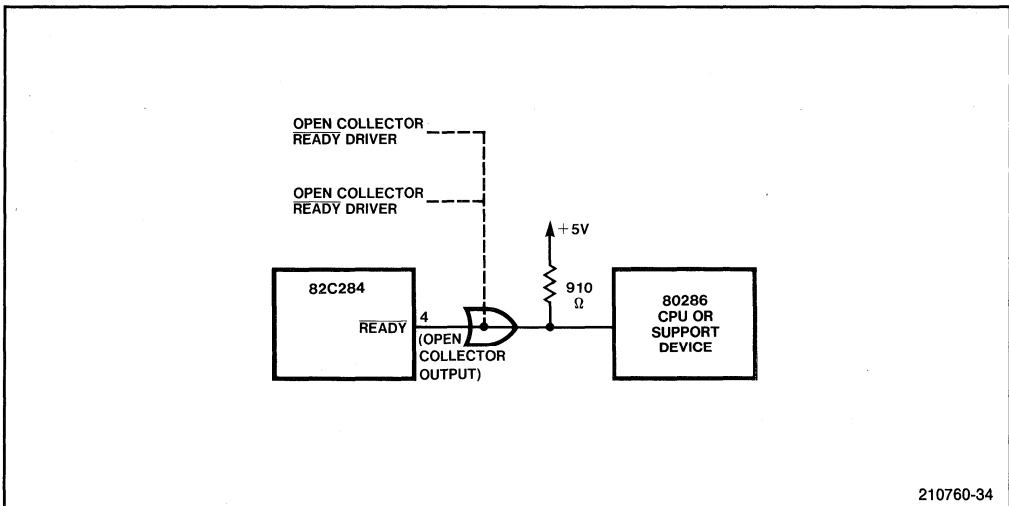 OPEN COLLECTOR
READY DRIVER
OPEN COLLECTOR
READY DRIVER
+5V
82C284
910
Ω
80286
CPU OR
SUPPORT
DEVICE
READY
4
(OPEN
COLLECTOR
OUTPUT)
210760-34